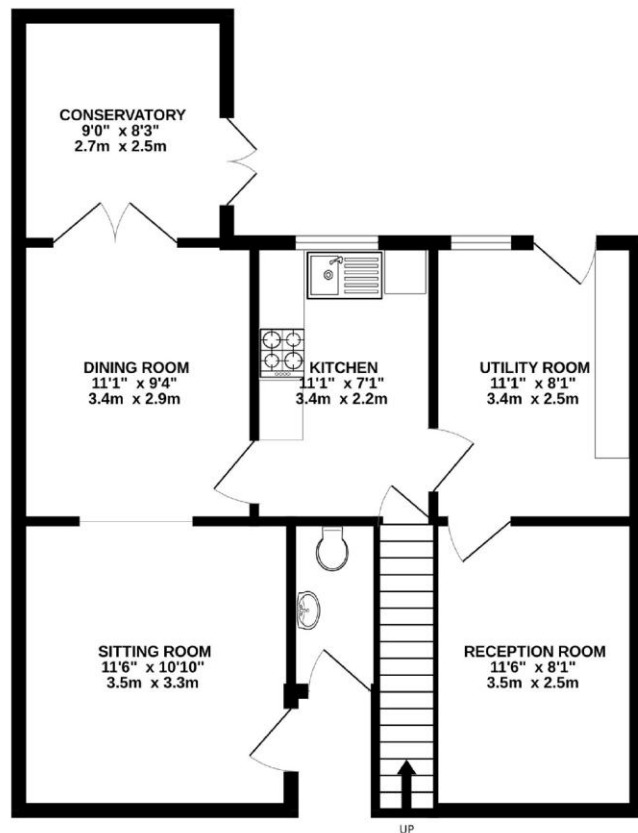 CONSERVATORY
9'0" x 8'3"
2.7m x 2.5m
DINING ROOM
11'1" x 9'4"
3.4m x 2.9m
KITCHEN
11'1" x 7'1"
3.4m x 2.2m
UTILITY ROOM
11'1" x 8'1"
3.4m x 2.5m
SITTING ROOM
11'6" x 10'10"
3.5m x 3.3m
RECEPTION ROOM
11'6" x 8'1"
3.5m x 2.5m
UP